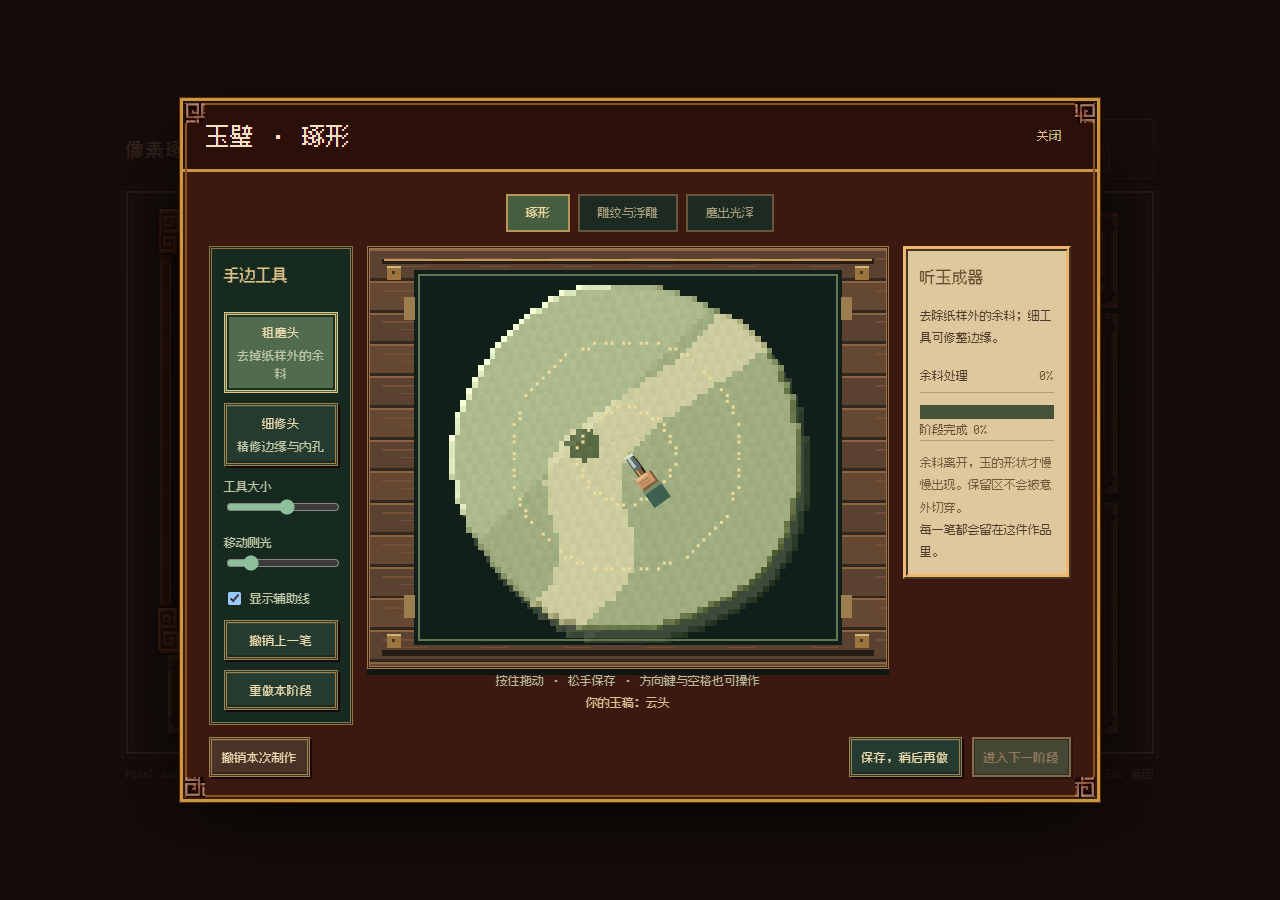 玉璧 · 琢形
关闭
像素琢
琢形
雕纹与浮雕
磨出光泽
手边工具
粗磨头
去掉纸样外的余
料
细修头
精修边缘与内孔
工具大小
移动侧光
显示辅助线
撤销上一笔
重做本阶段
听玉成器
去除纸样外的余料；细工
具可修整边缘。
余料处理 0%
阶段完成 0%
余料离开，玉的形状才慢
慢出现。保留区不会被意
外切穿。
每一笔都会留在这件作品
里。
按住拖动 · 松手保存 · 方向键与空格也可操作
你的玉稿：云头
撤销本次制作
保存，稍后再做
进入下一阶段
Pixel Jad
Esc 返回